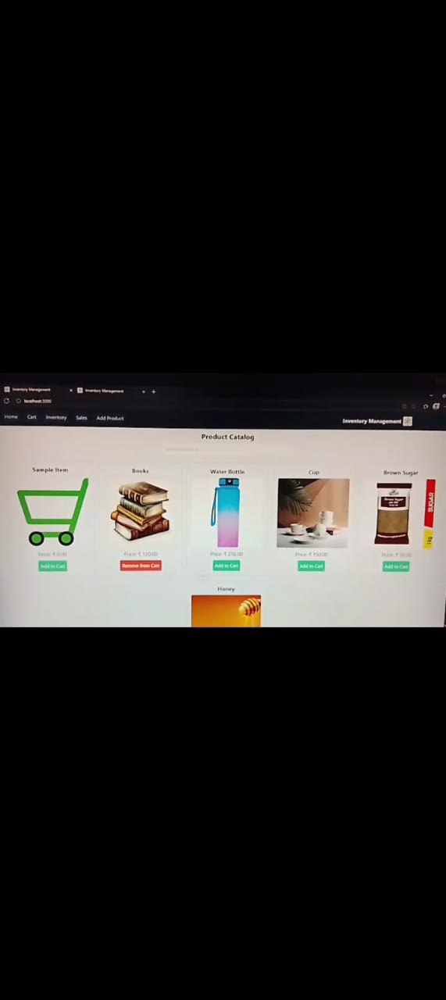 Inventory Management
Inventory Management
localhost:3000
Home Cart Inventory Sales Add Product
Inventory Management
Product Catalog
Sample Item
Books
Water Bottle
Cup
Brown Sugar
Brown Sugar
SUGAR
1kg
Price: ₹ 0.00
Price: ₹ 120.00
Price: ₹ 250.00
Price: ₹ 150.00
Price: ₹ 50.00
Add to Cart
Remove from Cart
Add to Cart
Add to Cart
Add to Cart
Honey